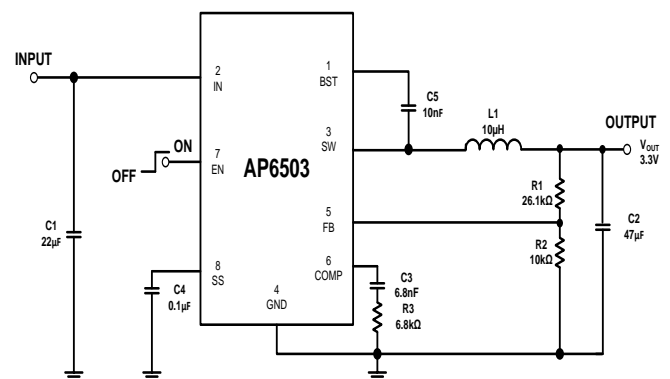 INPUT
2
IN
ON
OFF
7
EN
C1
22µF
C4
0.1µF
8
SS
AP6503
4
GND
1
BST
3
SW
5
FB
6
COMP
C5
10nF
L1
10µH
OUTPUT
VOUT
3.3V
R1
26.1kΩ
R2
10kΩ
C2
47µF
C3
6.8nF
R3
6.8kΩ